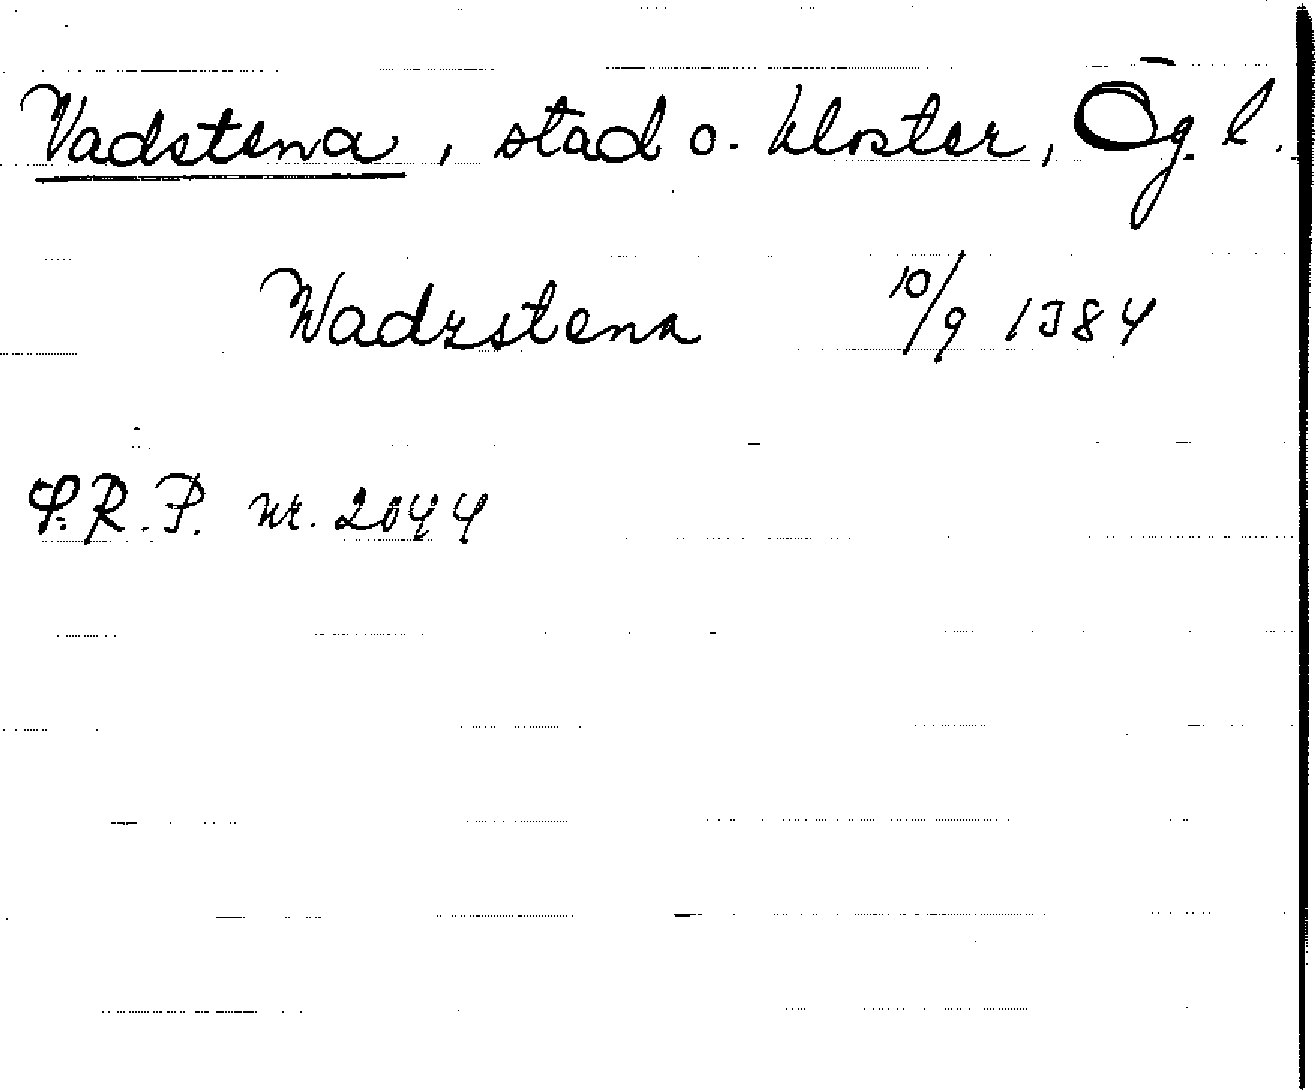 Vadstena, stad o. kloster, Ög. l.
Wadzstena 10/9 1384
S.R.P. nr. 2044